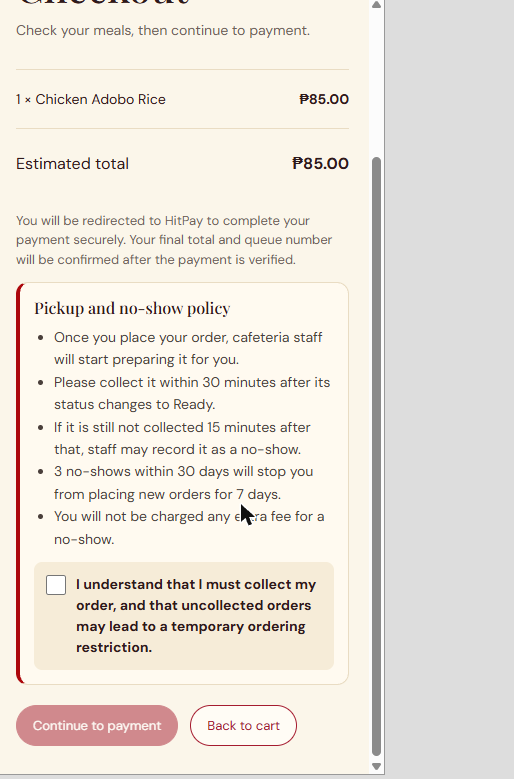 Checkout
Check your meals, then continue to payment.
1 × Chicken Adobo Rice ₱85.00
Estimated total ₱85.00
You will be redirected to HitPay to complete your
payment securely. Your final total and queue number
will be confirmed after the payment is verified.
Pickup and no-show policy
• Once you place your order, cafeteria staff
will start preparing it for you.
• Please collect it within 30 minutes after its
status changes to Ready.
• If it is still not collected 15 minutes after
that, staff may record it as a no-show.
• 3 no-shows within 30 days will stop you
from placing new orders for 7 days.
• You will not be charged any extra fee for a
no-show.
I understand that I must collect my
order, and that uncollected orders
may lead to a temporary ordering
restriction.
Continue to payment Back to cart